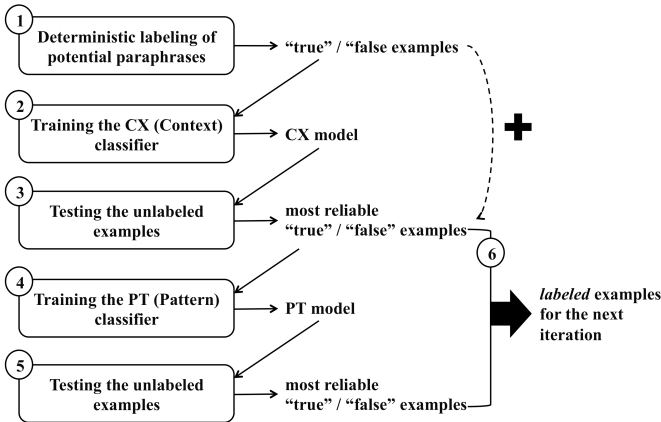 1
Deterministic labeling of
potential paraphrases
“true” / “false examples
2
Training the CX (Context)
classifier
CX model
3
Testing the unlabeled
examples
most reliable
“true” / “false” examples
4
Training the PT (Pattern)
classifier
PT model
5
Testing the unlabeled
examples
most reliable
“true” / “false” examples
6
labeled examples
for the next
iteration